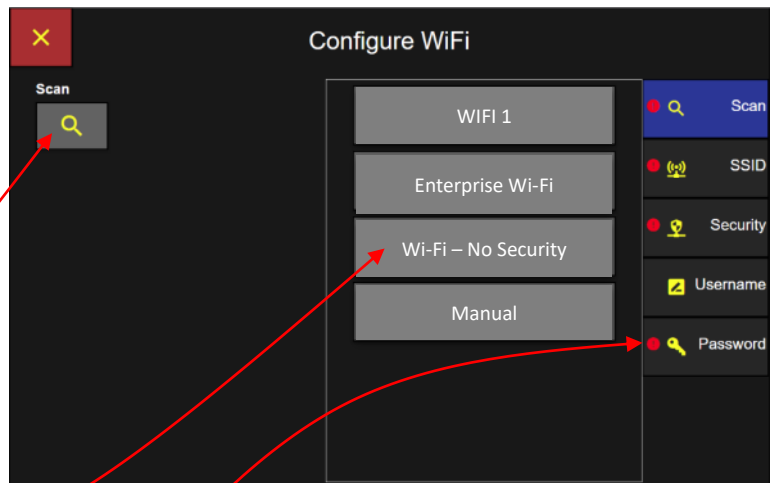 Configure WiFi
Scan
WIFI 1
Enterprise Wi-Fi
Wi-Fi – No Security
Manual
Scan
SSID
Security
Username
Password